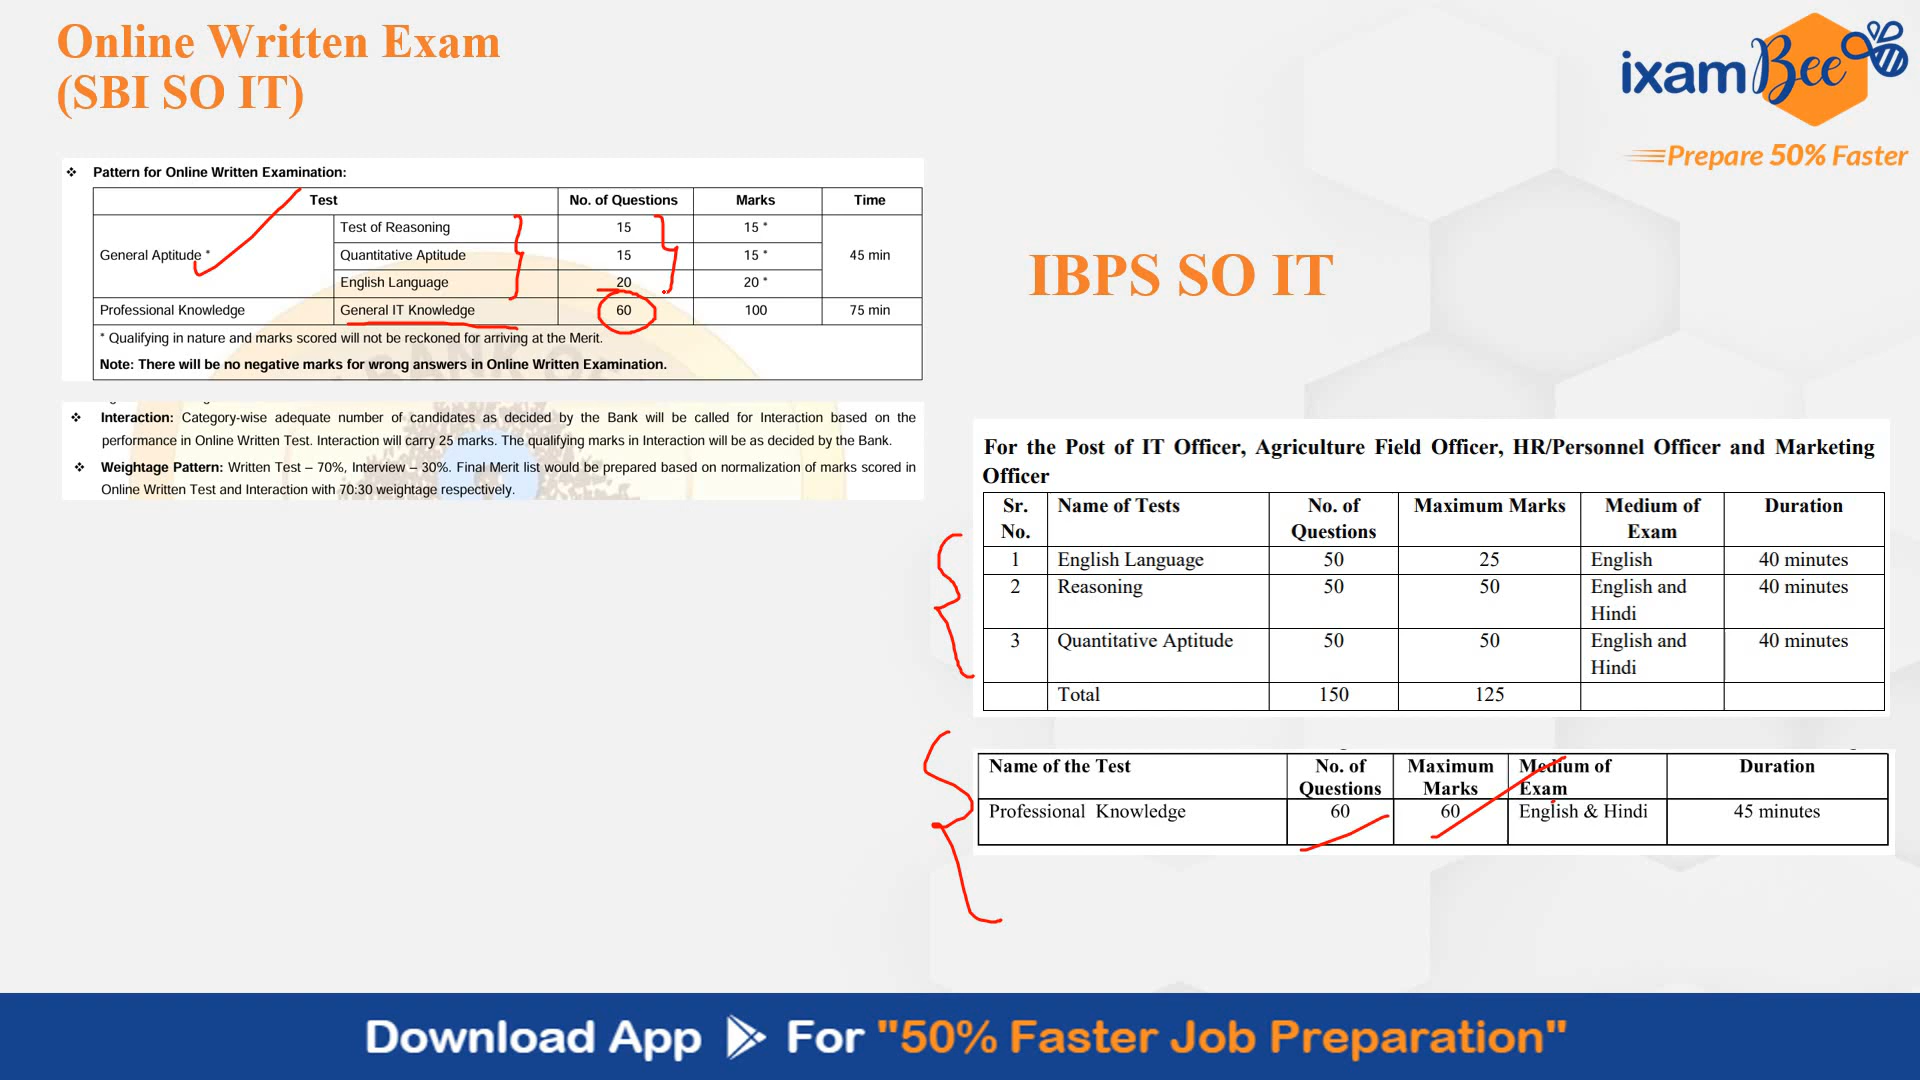 Online Written Exam
(SBI SO IT)
ixamBee
Prepare 50% Faster
❖ Pattern for Online Written Examination:
Test No. of Questions Marks Time
General Aptitude * Test of Reasoning 15 15 * 45 min
Quantitative Aptitude 15 15 *
English Language 20 20 *
Professional Knowledge General IT Knowledge 60 100 75 min
* Qualifying in nature and marks scored will not be reckoned for arriving at the Merit.
Note: There will be no negative marks for wrong answers in Online Written Examination.
❖ Interaction: Category-wise adequate number of candidates as decided by the Bank will be called for Interaction based on the
performance in Online Written Test. Interaction will carry 25 marks. The qualifying marks in Interaction will be as decided by the Bank.
❖ Weightage Pattern: Written Test – 70%, Interview – 30%. Final Merit list would be prepared based on normalization of marks scored in
Online Written Test and Interaction with 70:30 weightage respectively.
IBPS SO IT
For the Post of IT Officer, Agriculture Field Officer, HR/Personnel Officer and Marketing
Officer
Sr. No. Name of Tests No. of Questions Maximum Marks Medium of Exam Duration
1 English Language 50 25 English 40 minutes
2 Reasoning 50 50 English and Hindi 40 minutes
3 Quantitative Aptitude 50 50 English and Hindi 40 minutes
Total 150 125
Name of the Test No. of Questions Maximum Marks Medium of Exam Duration
Professional Knowledge 60 60 English & Hindi 45 minutes
Download App For "50% Faster Job Preparation"